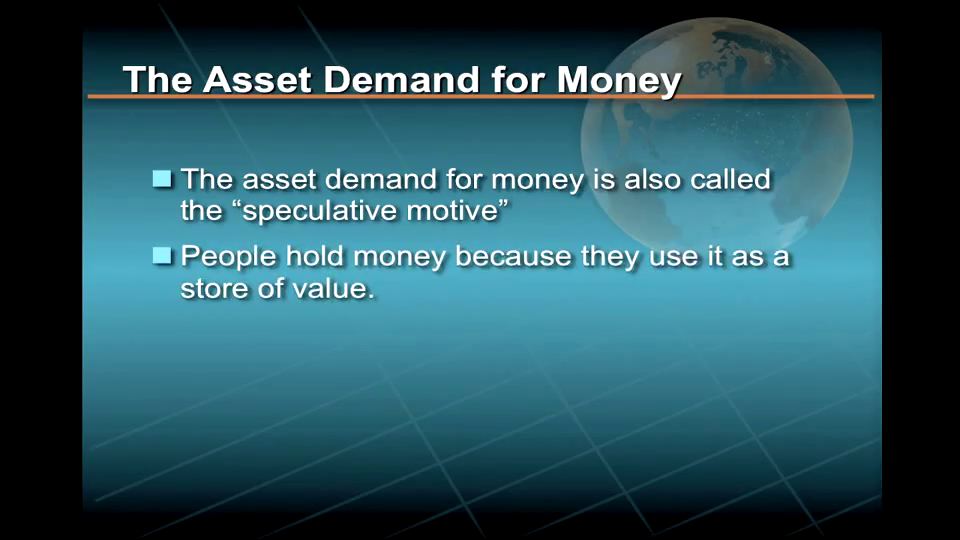 The Asset Demand for Money
The asset demand for money is also called
the “speculative motive”
People hold money because they use it as a
store of value.